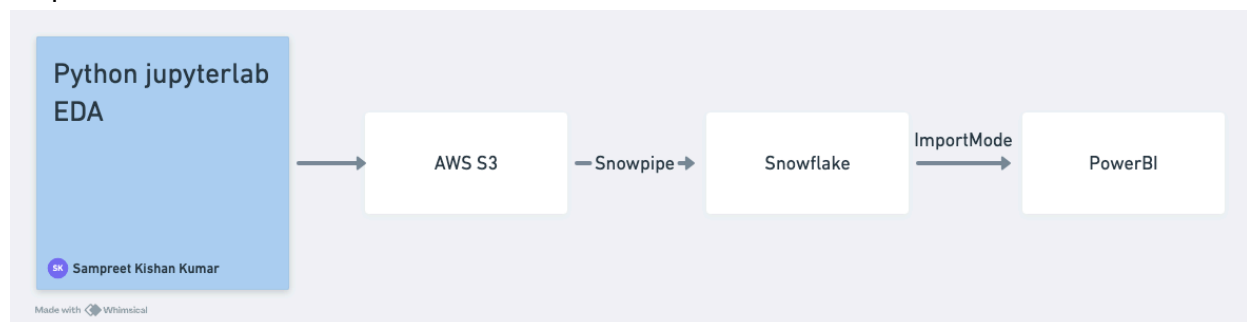 Python jupyterlab
EDA
AWS S3
Snowpipe
Snowflake
ImportMode
PowerBI
SK Sampreet Kishan Kumar
Made with Whimsical